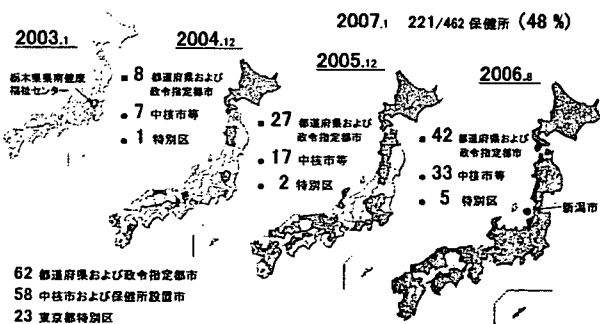 2007.1 221/462 保健所 (48 %)
2003.1
栃木県県南健康
福祉センター
2004.12
8 都道府県および
政令指定都市
7 中核市等
1 特別区
2005.12
27 都道府県および
政令指定都市
17 中核市等
2 特別区
2006.8
42 都道府県および
政令指定都市
33 中核市等
5 特別区
新潟市
62 都道府県および政令指定都市
58 中核市および保健所設置市
23 東京都特別区